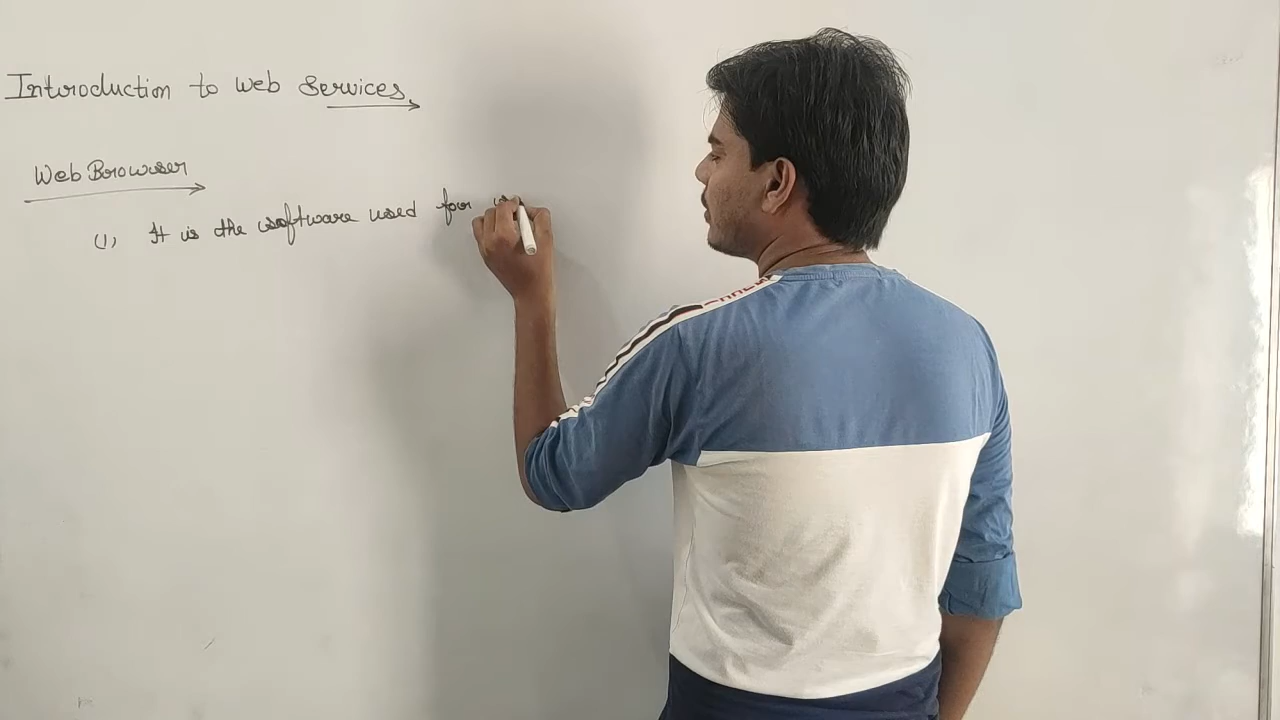 Introduction to web services
Web Browser
(1) It is the software used for